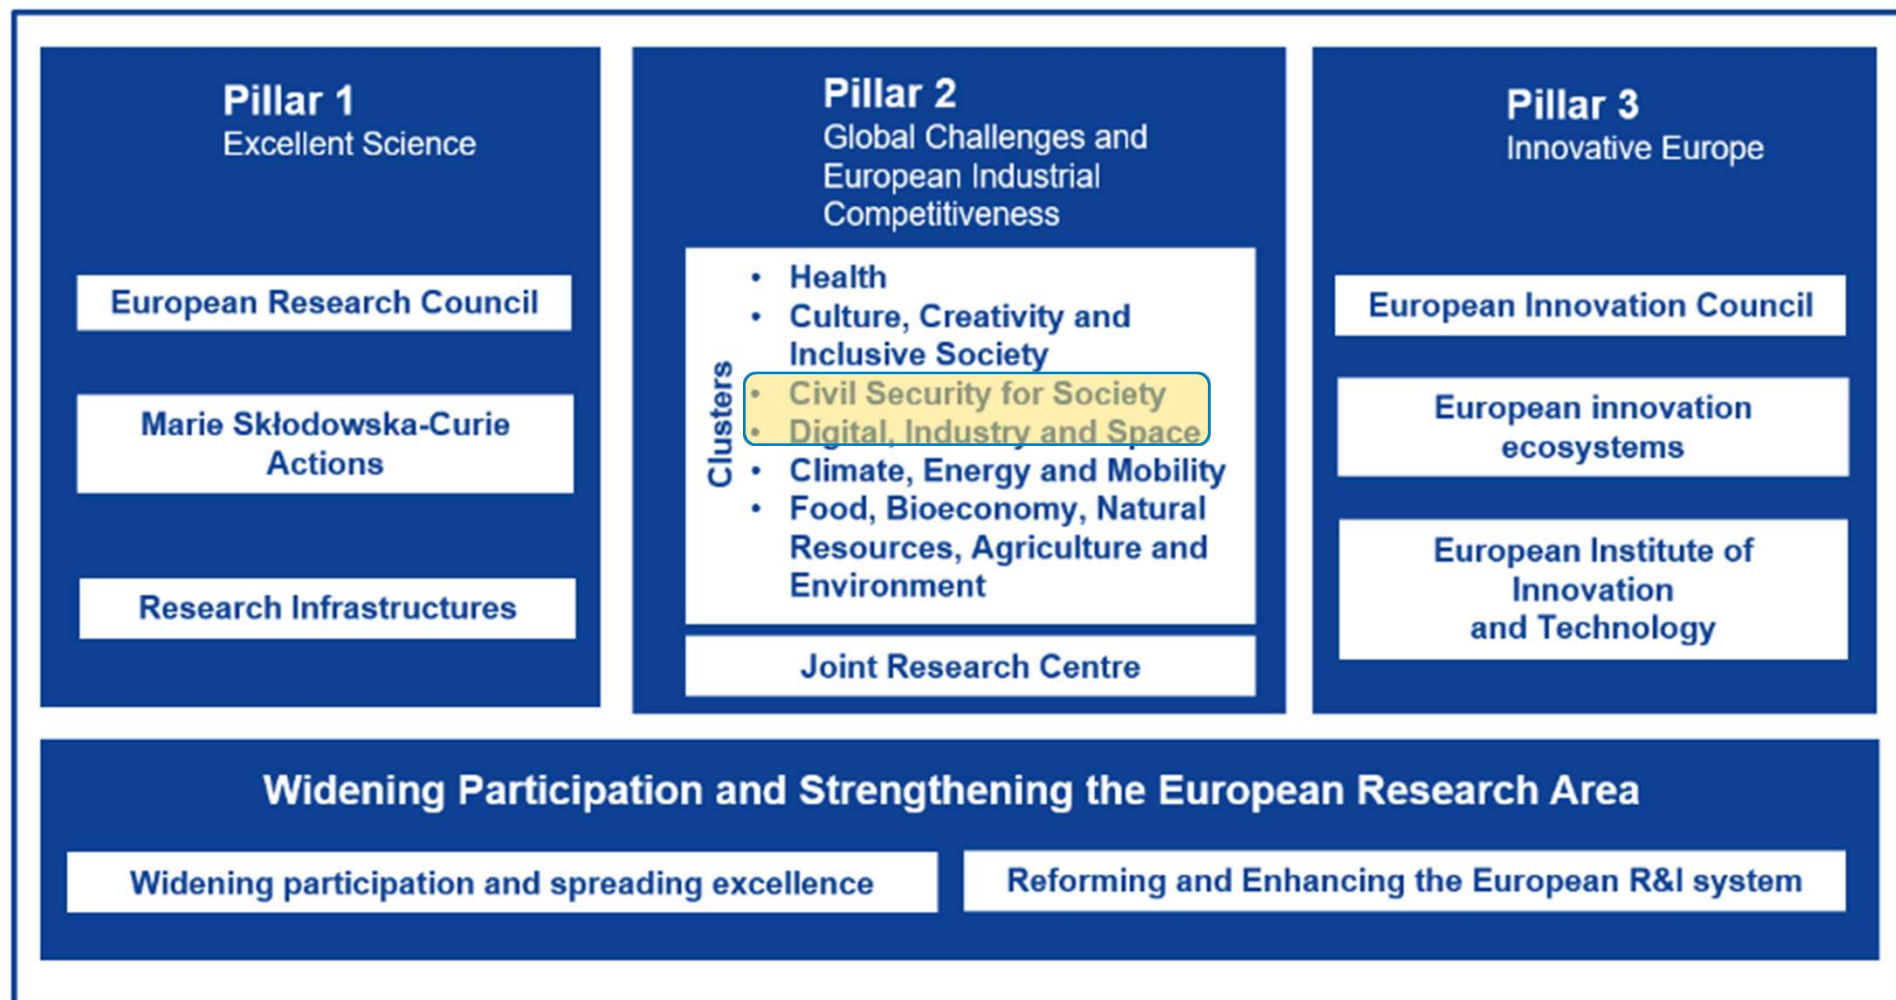 Pillar 1
Excellent Science
European Research Council
Marie Skłodowska-Curie
Actions
Research Infrastructures
Pillar 2
Global Challenges and
European Industrial
Competitiveness
Clusters
• Health
• Culture, Creativity and
Inclusive Society
• Civil Security for Society
• Digital, Industry and Space
• Climate, Energy and Mobility
• Food, Bioeconomy, Natural
Resources, Agriculture and
Environment
Joint Research Centre
Pillar 3
Innovative Europe
European Innovation Council
European innovation
ecosystems
European Institute of
Innovation
and Technology
Widening Participation and Strengthening the European Research Area
Widening participation and spreading excellence
Reforming and Enhancing the European R&I system